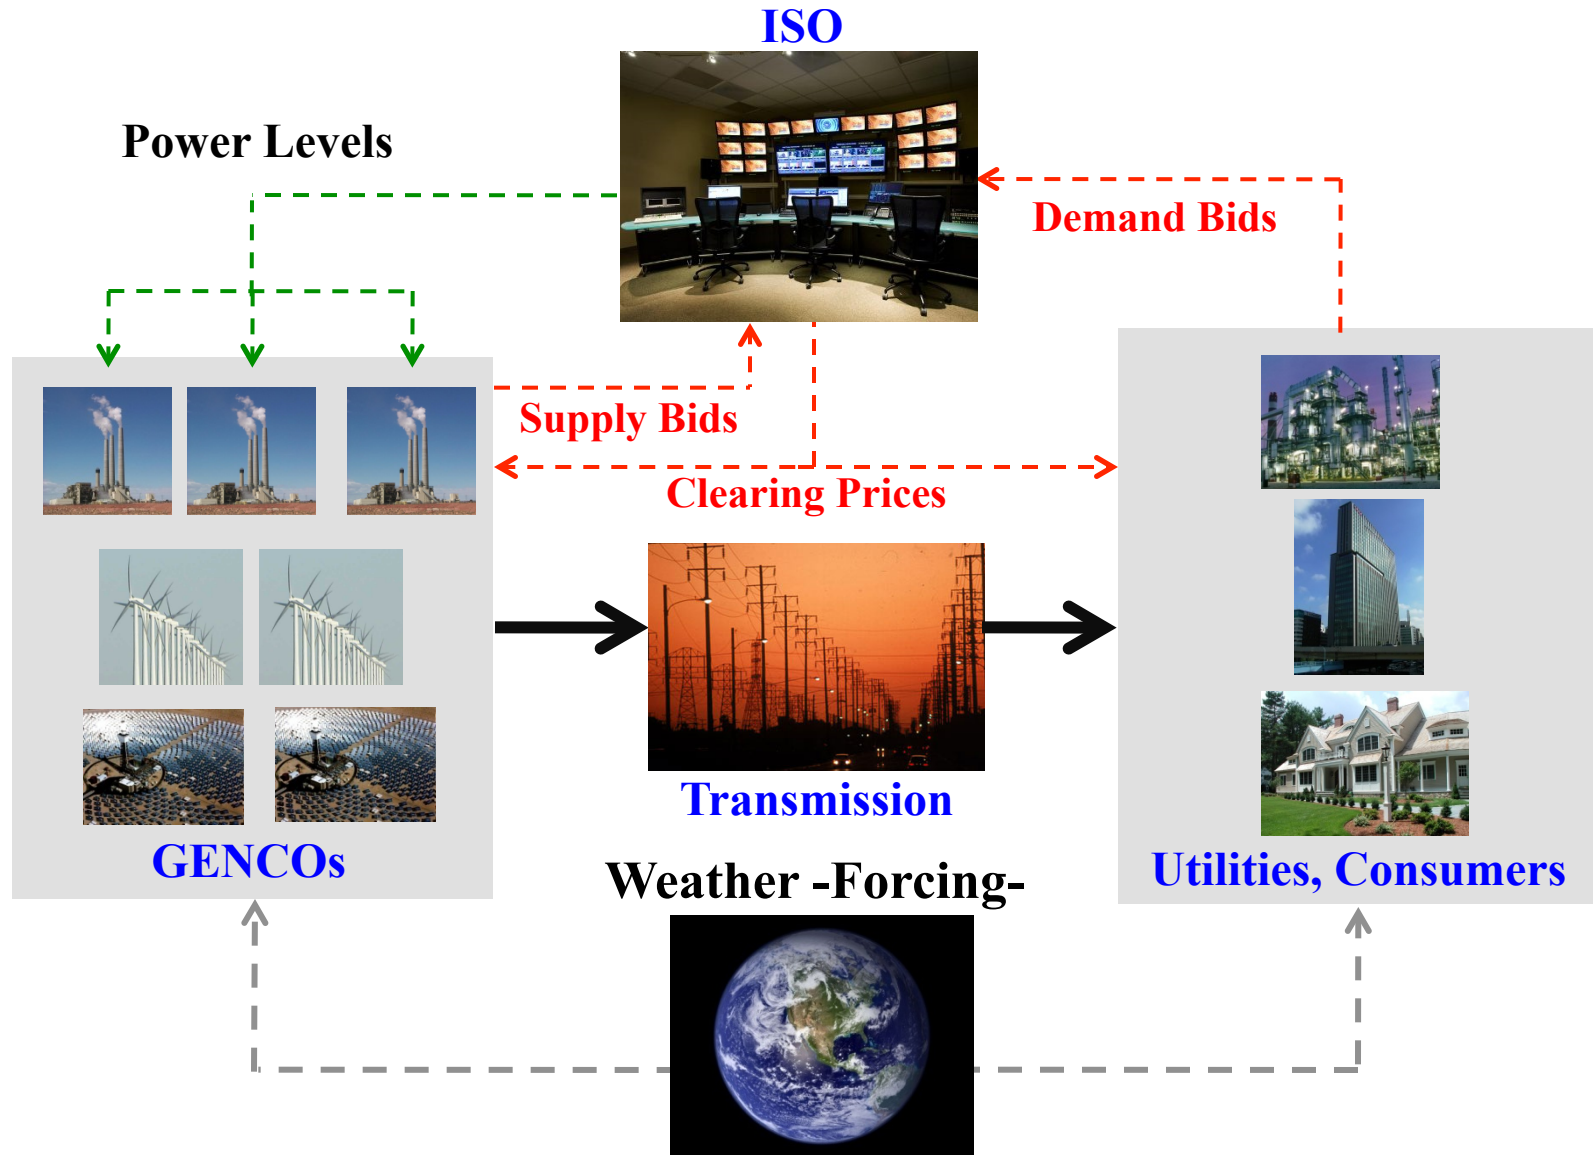 ISO
Power Levels
Demand Bids
Supply Bids
Clearing Prices
Transmission
GENCOs
Utilities, Consumers
Weather -Forcing-